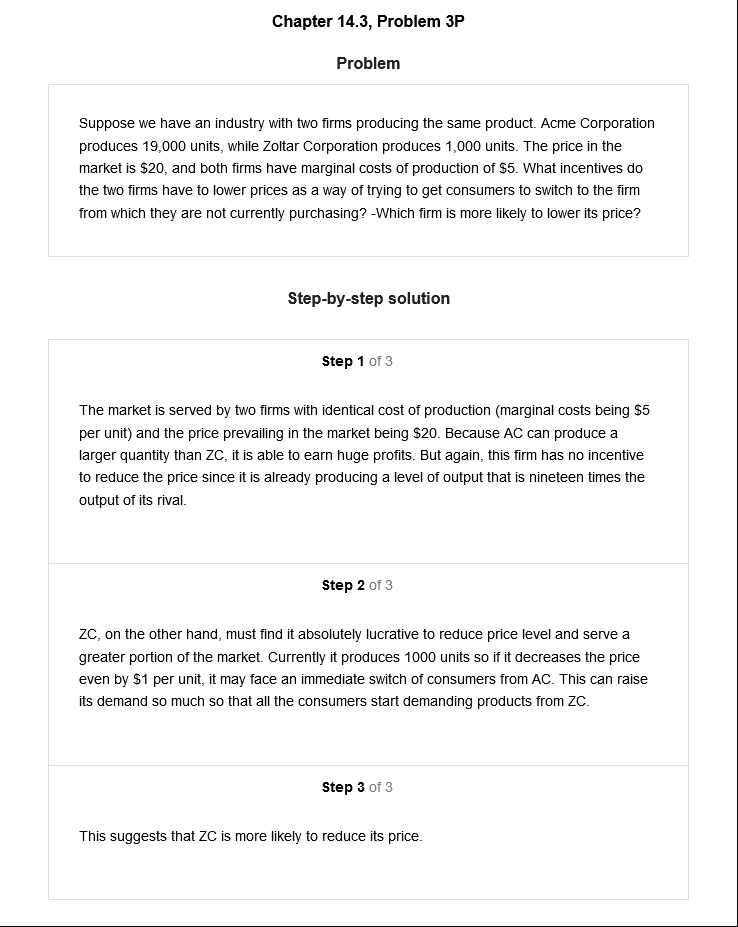 Chapter 14.3, Problem 3P
Problem
Suppose we have an industry with two firms producing the same product. Acme Corporation
produces 19,000 units, while Zoltar Corporation produces 1,000 units. The price in the
market is $20, and both firms have marginal costs of production of $5. What incentives do
the two firms have to lower prices as a way of trying to get consumers to switch to the firm
from which they are not currently purchasing? -Which firm is more likely to lower its price?
Step-by-step solution
Step 1 of 3
The market is served by two firms with identical cost of production (marginal costs being $5
per unit) and the price prevailing in the market being $20. Because AC can produce a
larger quantity than ZC, it is able to earn huge profits. But again, this firm has no incentive
to reduce the price since it is already producing a level of output that is nineteen times the
output of its rival.
Step 2 of 3
ZC, on the other hand, must find it absolutely lucrative to reduce price level and serve a
greater portion of the market. Currently it produces 1000 units so if it decreases the price
even by $1 per unit, it may face an immediate switch of consumers from AC. This can raise
its demand so much so that all the consumers start demanding products from ZC.
Step 3 of 3
This suggests that ZC is more likely to reduce its price.